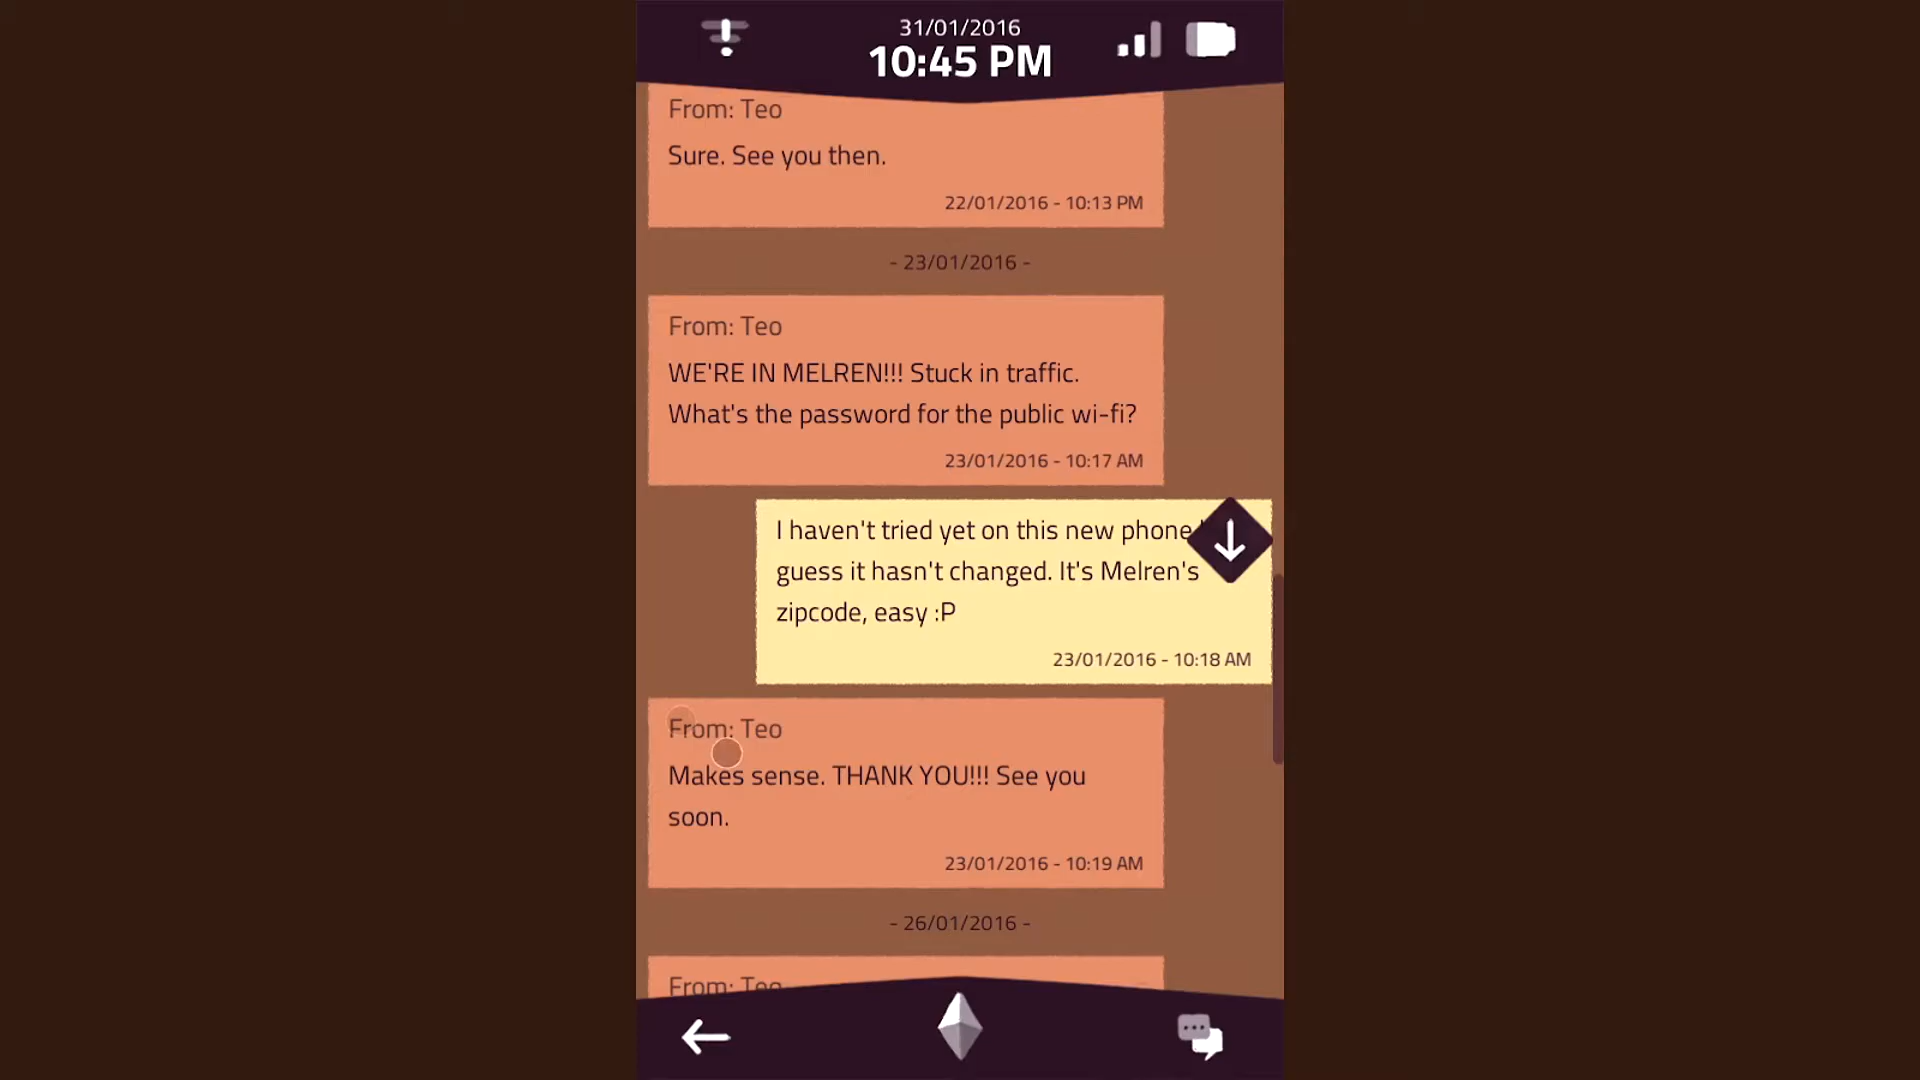 31/01/2016
10:45 PM
From: Teo
Sure. See you then.
22/01/2016 - 10:13 PM
- 23/01/2016 -
From: Teo
WE'RE IN MELREN!!! Stuck in traffic.
What's the password for the public wi-fi?
23/01/2016 - 10:17 AM
I haven't tried yet on this new phone
guess it hasn't changed. It's Melren's
zipcode, easy :P
23/01/2016 - 10:18 AM
From: Teo
Makes sense. THANK YOU!!! See you
soon.
23/01/2016 - 10:19 AM
- 26/01/2016 -
From: Teo